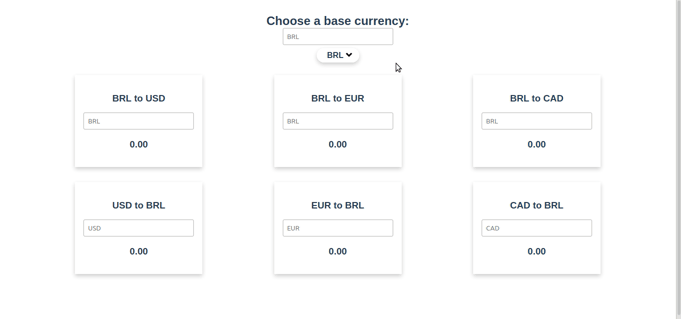 Choose a base currency:
BRL
BRL
BRL to USD
BRL
0.00
BRL to EUR
BRL
0.00
BRL to CAD
BRL
0.00
USD to BRL
USD
0.00
EUR to BRL
EUR
0.00
CAD to BRL
CAD
0.00